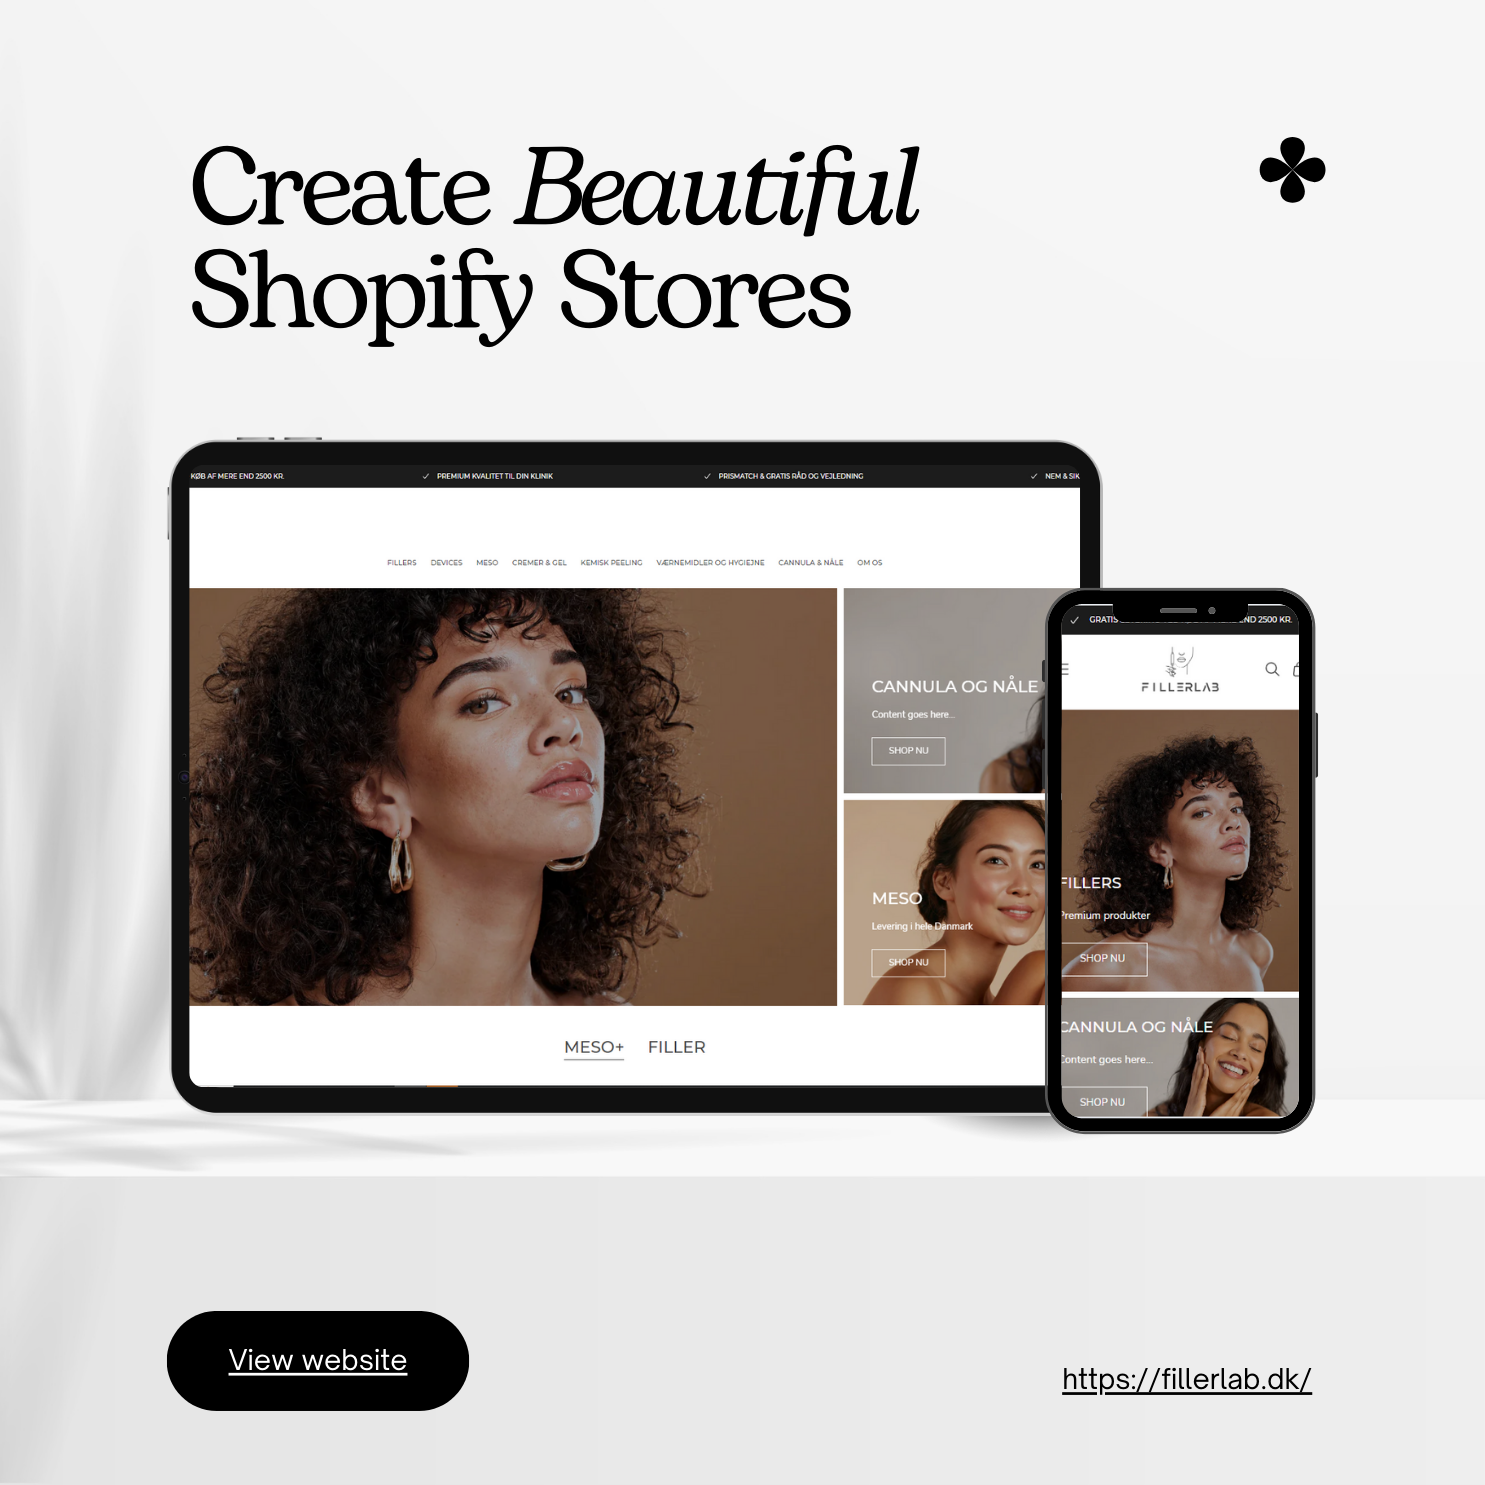 Create Beautiful
Shopify Stores
KØB AF MERE END 2500 KR.
PREMIUM KVALITET TIL DIN KLINIK
PRISMATCH & GRATIS RÅD OG VEJLEDNING
NEM & SIK
FILLERS DEVICES MESO CREMER & GEL KEMISK PEELING VÆRNEMIDLER OG HYGIEJNE CANNULA & NÅLE OM OS
CANNULA OG NÅLE
Content goes here...
SHOP NU
MESO
Levering i hele Danmark
SHOP NU
MESO+ FILLER
GRATIS END 2500 KR.
FILLERLAB
FILLERS
Premium produkter
SHOP NU
CANNULA OG NÅLE
Content goes here...
SHOP NU
View website
https://fillerlab.dk/